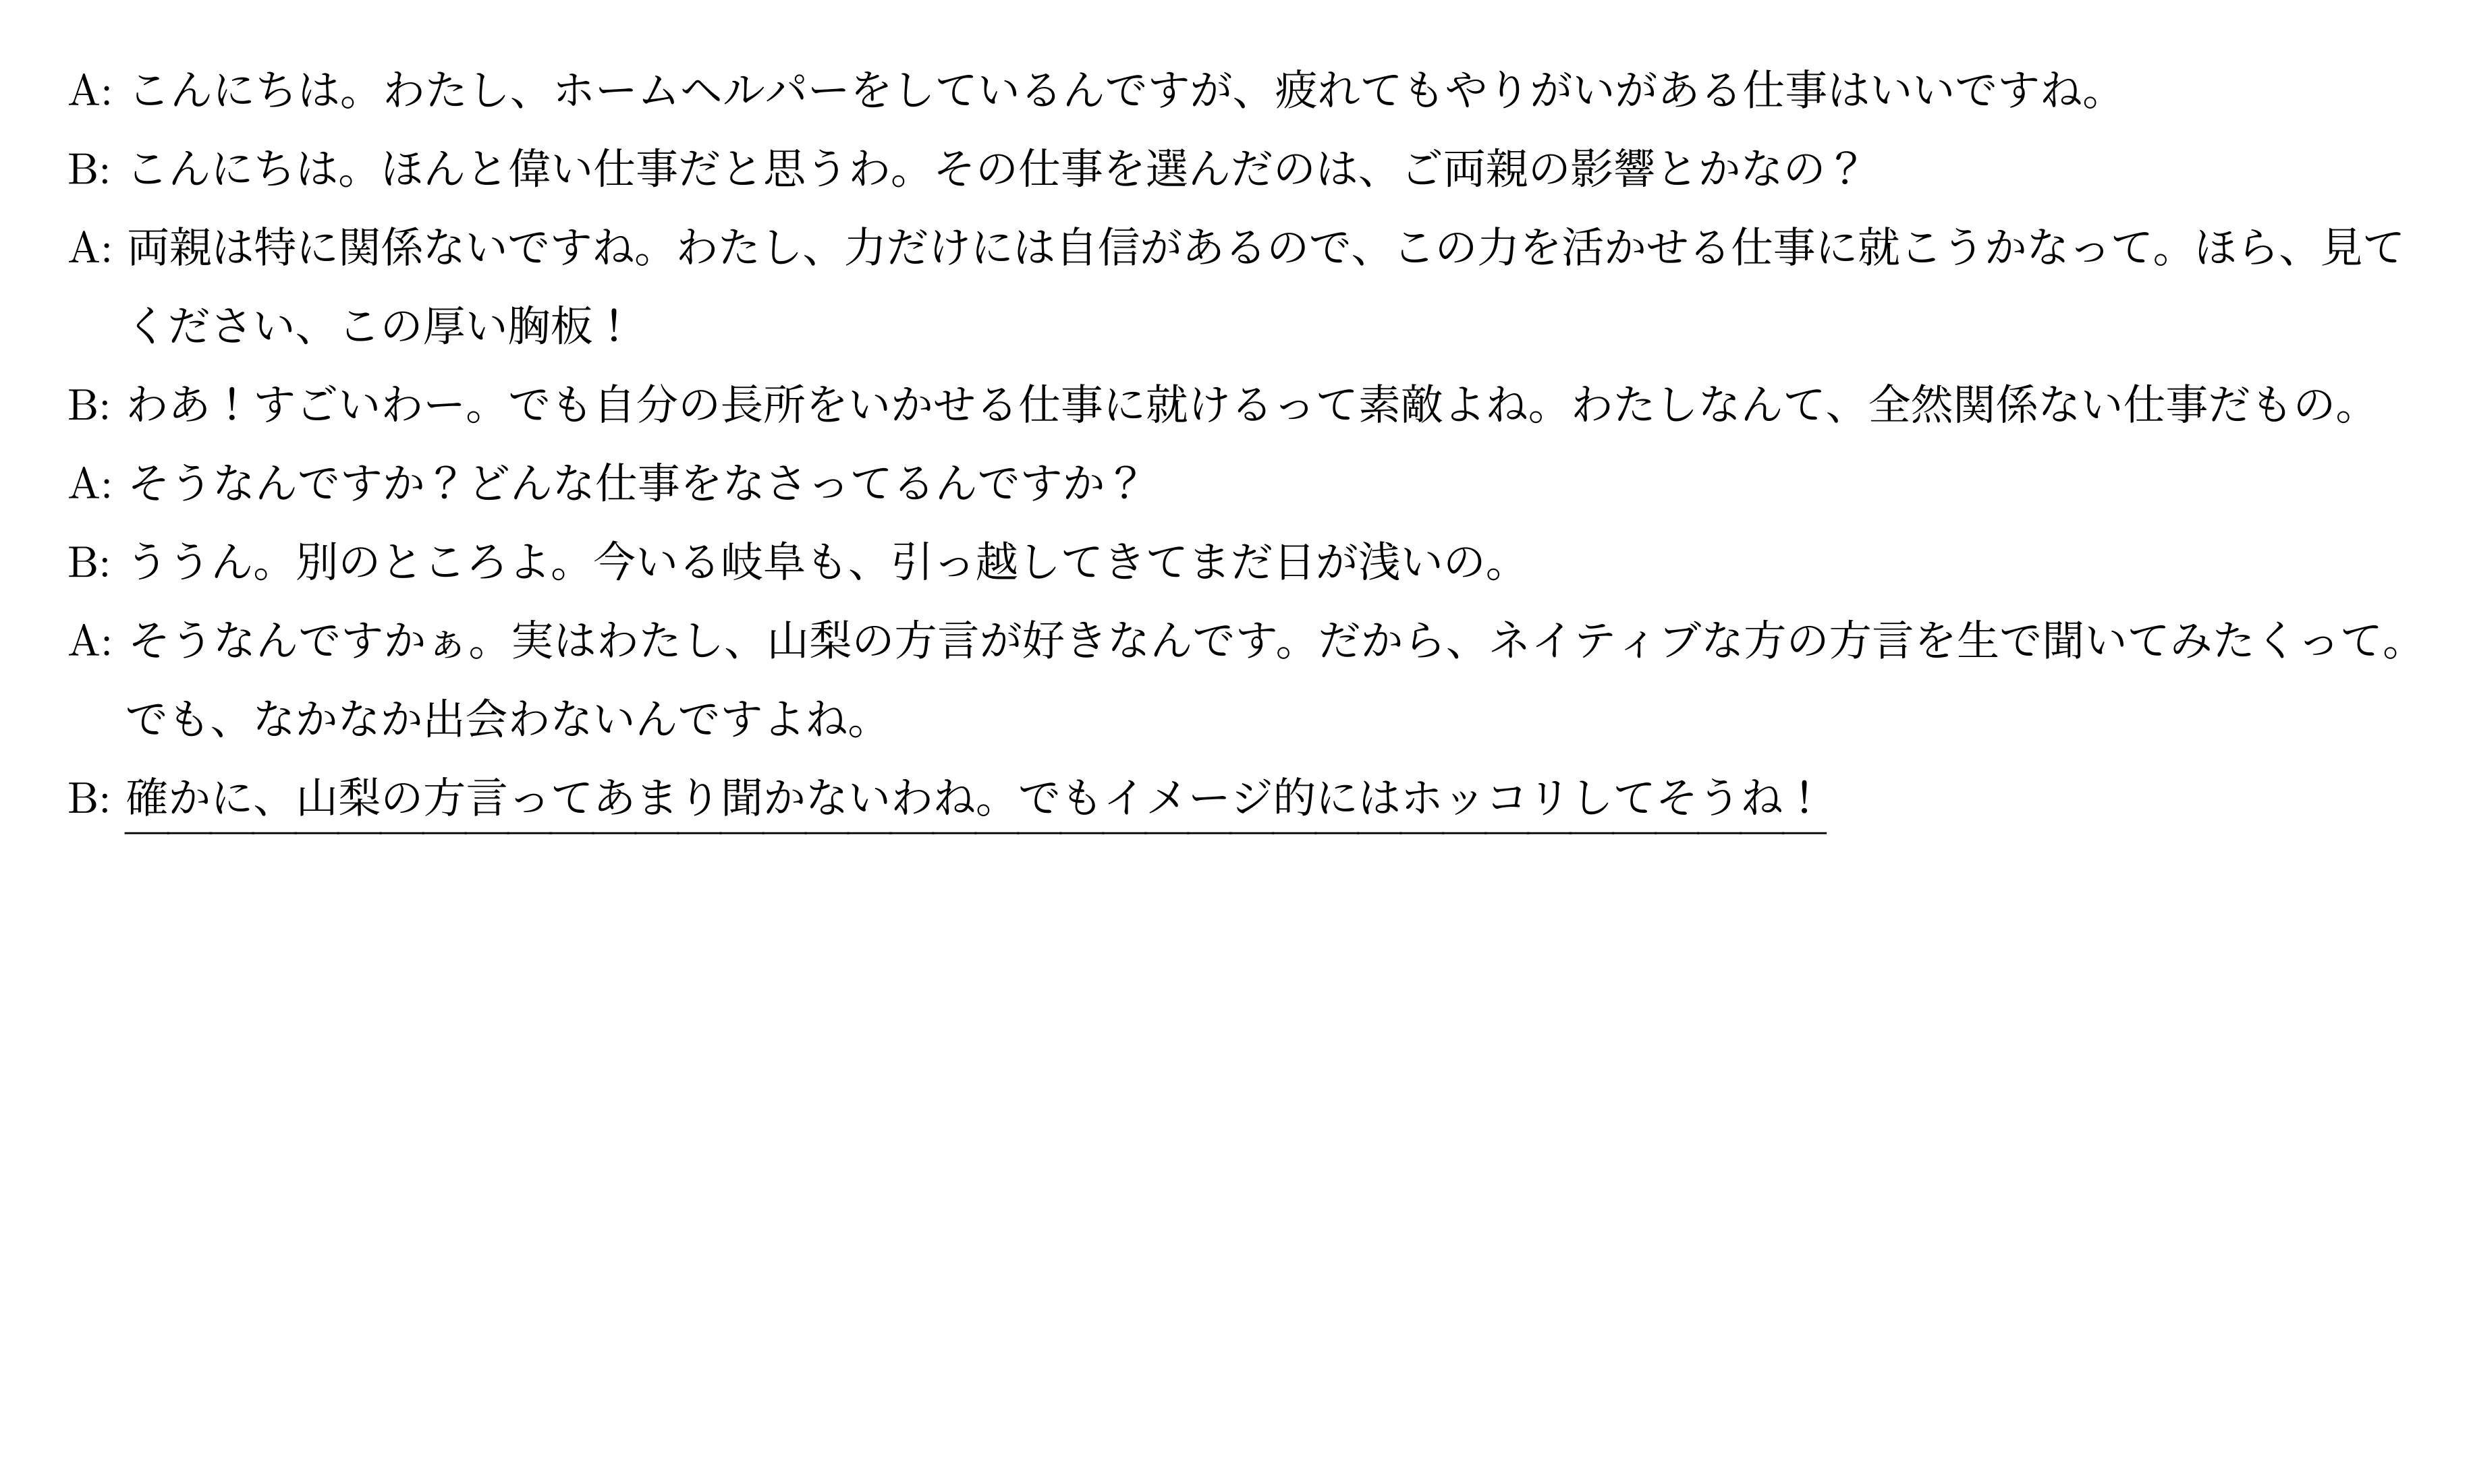 A: こんにちは。わたし、ホームヘルパーをしているんですが、疲れてもやりがいがある仕事はいいですね。
B: こんにちは。ほんと偉い仕事だと思うわ。その仕事を選んだのは、ご両親の影響とかなの？
A: 両親は特に関係ないですね。わたし、力だけには自信があるので、この力を活かせる仕事に就こうかなって。ほら、見て
ください、この厚い胸板！
B: わあ！すごいわー。でも自分の長所をいかせる仕事に就けるって素敵よね。わたしなんて、全然関係ない仕事だもの。
A: そうなんですか？どんな仕事をなさってるんですか？
B: ううん。別のところよ。今いる岐阜も、引っ越してきてまだ日が浅いの。
A: そうなんですかぁ。実はわたし、山梨の方言が好きなんです。だから、ネイティブな方の方言を生で聞いてみたくって。
でも、なかなか出会わないんですよね。
B: 確かに、山梨の方言ってあまり聞かないわね。でもイメージ的にはホッコリしてそうね！